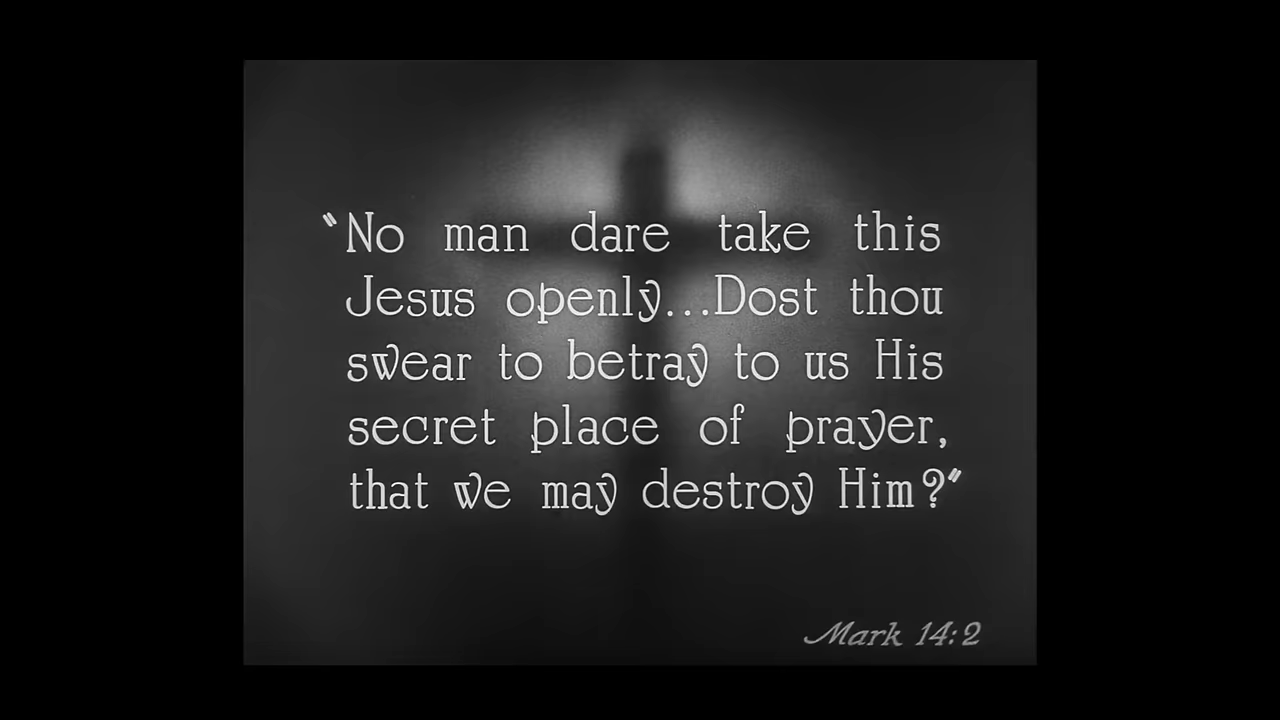 "No man dare take this
Jesus openly...Dost thou
swear to betray to us His
secret place of prayer,
that we may destroy Him?"
Mark 14:2